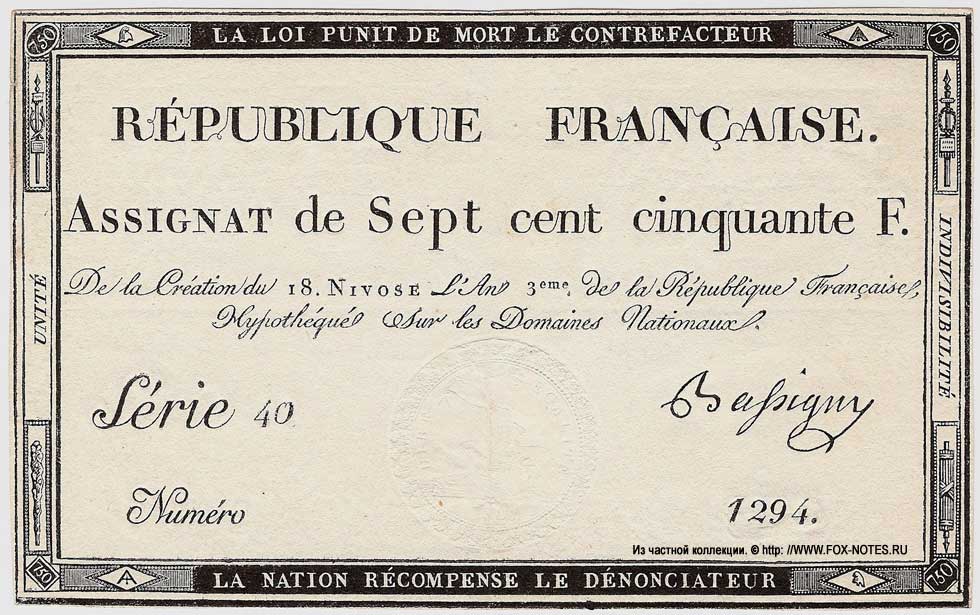 750 LA LOI PUNIT DE MORT LE CONTREFACTEUR 750
RÉPUBLIQUE FRANÇAISE.
ASSIGNAT de Sept cent cinquante F.
De la Création du 18. NIVOSE L'An 3eme. de la République Française,
Hypothéqué Sur les Domaines Nationaux.
UNITÉ
INDIVISIBILITÉ
Série 40
Bassigny
Numéro 1294.
Из частной коллекции. © http: //WWW.FOX-NOTES.RU
750 LA NATION RÉCOMPENSE LE DÉNONCIATEUR 750